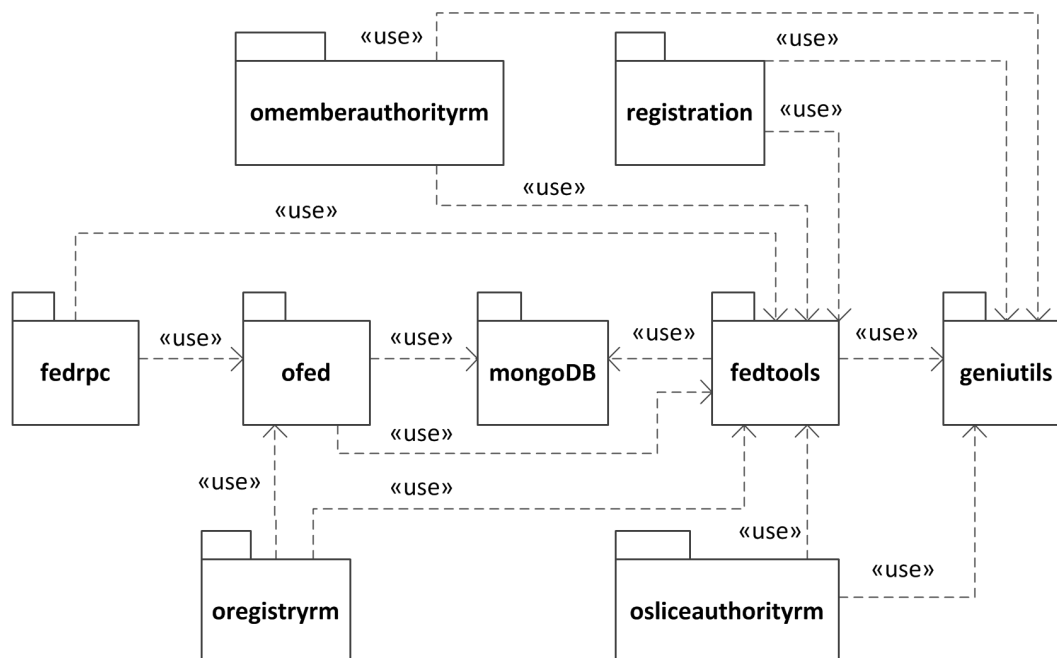 «use»
«use»
omemberauthorityrm
registration
«use»
«use»
«use»
«use»
«use»
«use»
«use»
fedrpc
ofed
mongoDB
fedtools
geniutils
«use»
«use»
«use»
«use»
«use»
oregistryrm
osliceauthorityrm